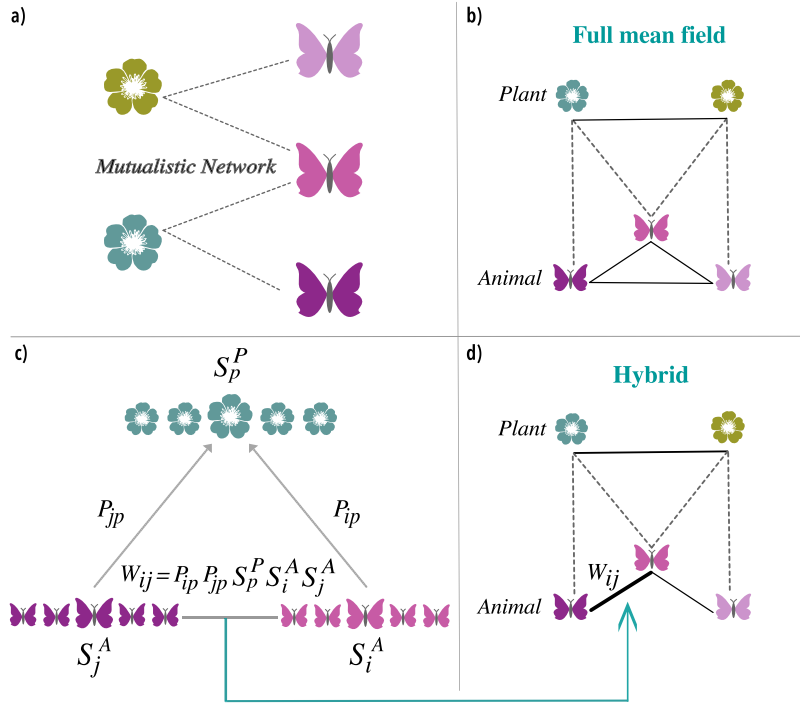 a)
Mutualistic Network
b)
Full mean field
Plant
Animal
c)
S_p^P
P_jp
P_ip
W_ij = P_ip P_jp S_p^P S_i^A S_j^A
S_j^A
S_i^A
d)
Hybrid
Plant
W_ij
Animal